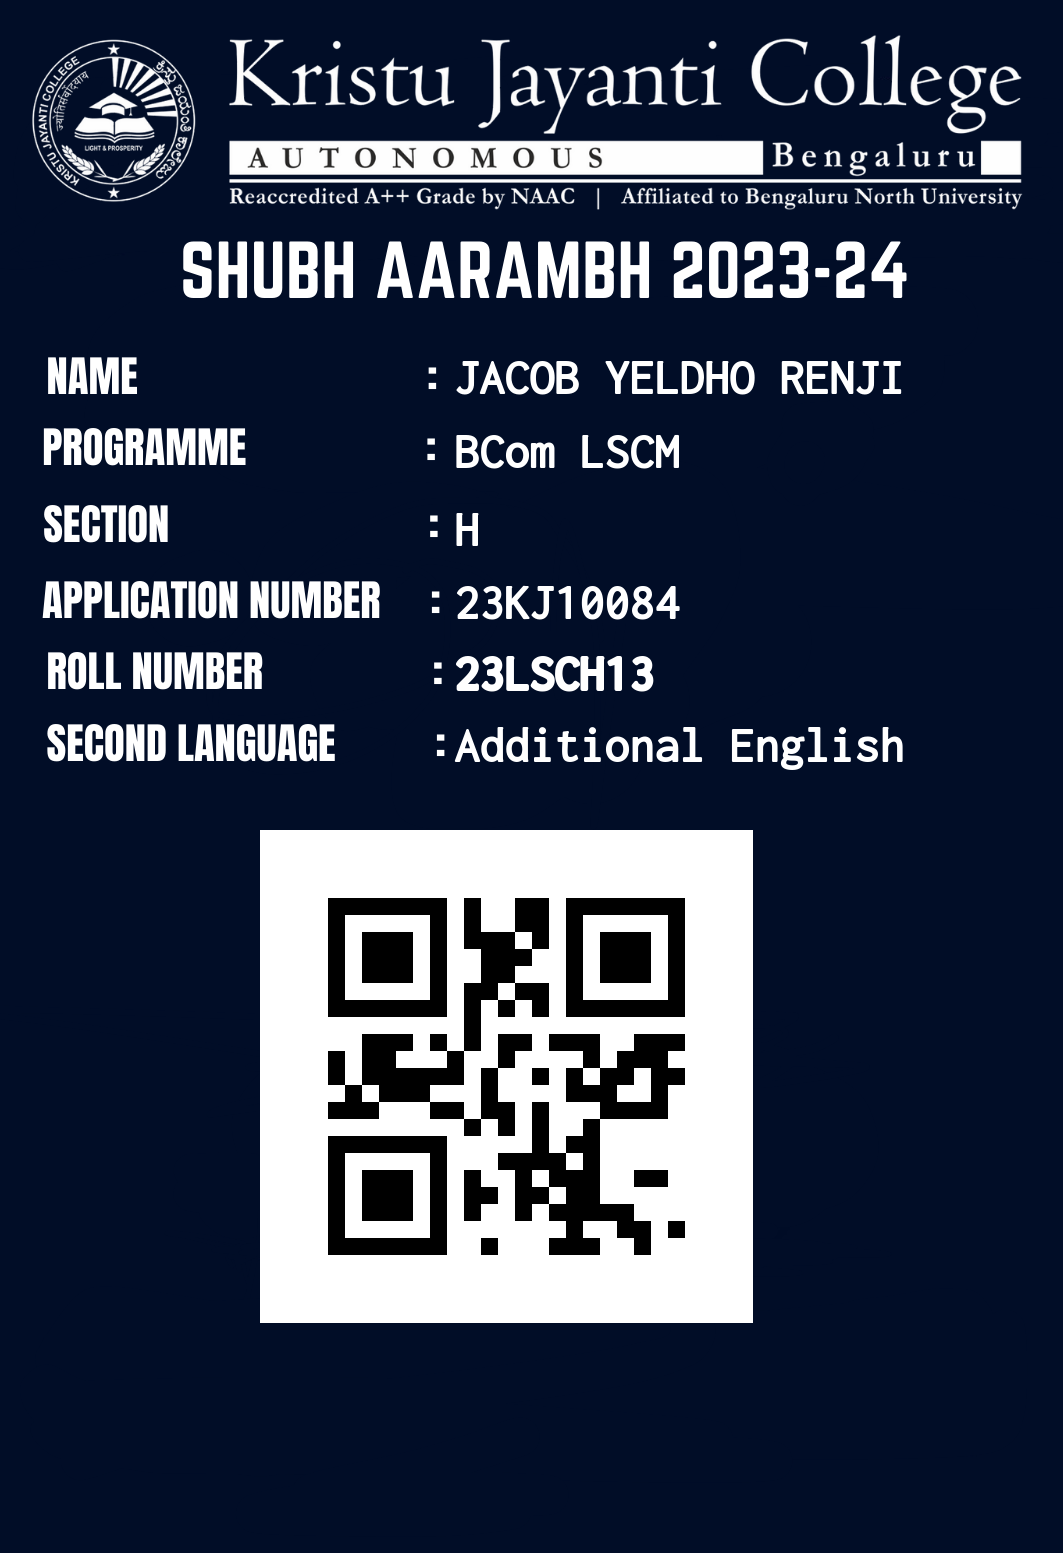 KRISTU JAYANTI COLLEGE
ಕ್ರಿಸ್ತು ಜಯಂತಿ ಕಾಲೇಜು
LIGHT & PROSPERITY
Kristu Jayanti College
AUTONOMOUS Bengaluru
Reaccredited A++ Grade by NAAC | Affiliated to Bengaluru North University
SHUBH AARAMBH 2023-24
NAME : JACOB YELDHO RENJI
PROGRAMME : BCom LSCM
SECTION : H
APPLICATION NUMBER : 23KJ10084
ROLL NUMBER : 23LSCH13
SECOND LANGUAGE : Additional English